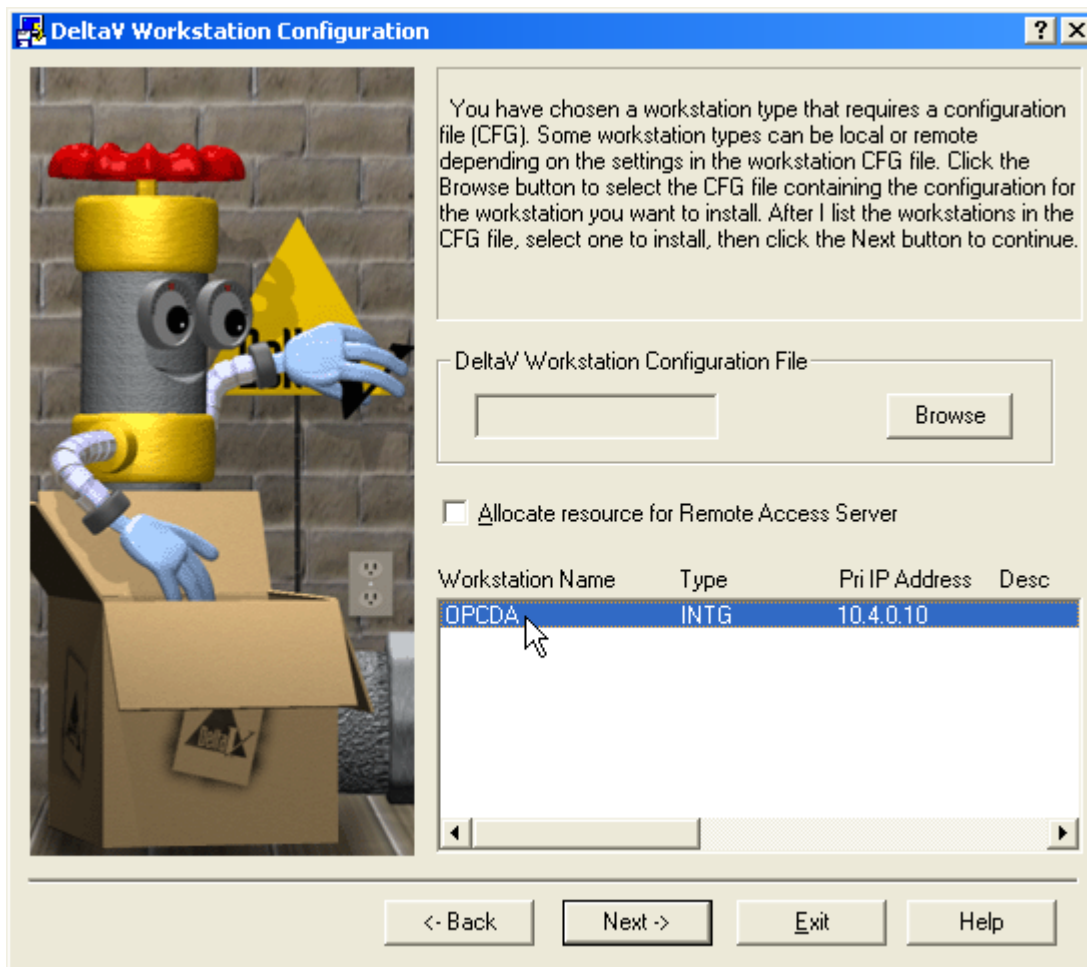 DeltaV Workstation Configuration
You have chosen a workstation type that requires a configuration
file (CFG). Some workstation types can be local or remote
depending on the settings in the workstation CFG file. Click the
Browse button to select the CFG file containing the configuration for
the workstation you want to install. After I list the workstations in the
CFG file, select one to install, then click the Next button to continue.
DeltaV Workstation Configuration File
Browse
Allocate resource for Remote Access Server
Workstation Name Type Pri IP Address Desc
OPCDA INTG 10.4.0.10
DeltaV
<- Back Next -> Exit Help